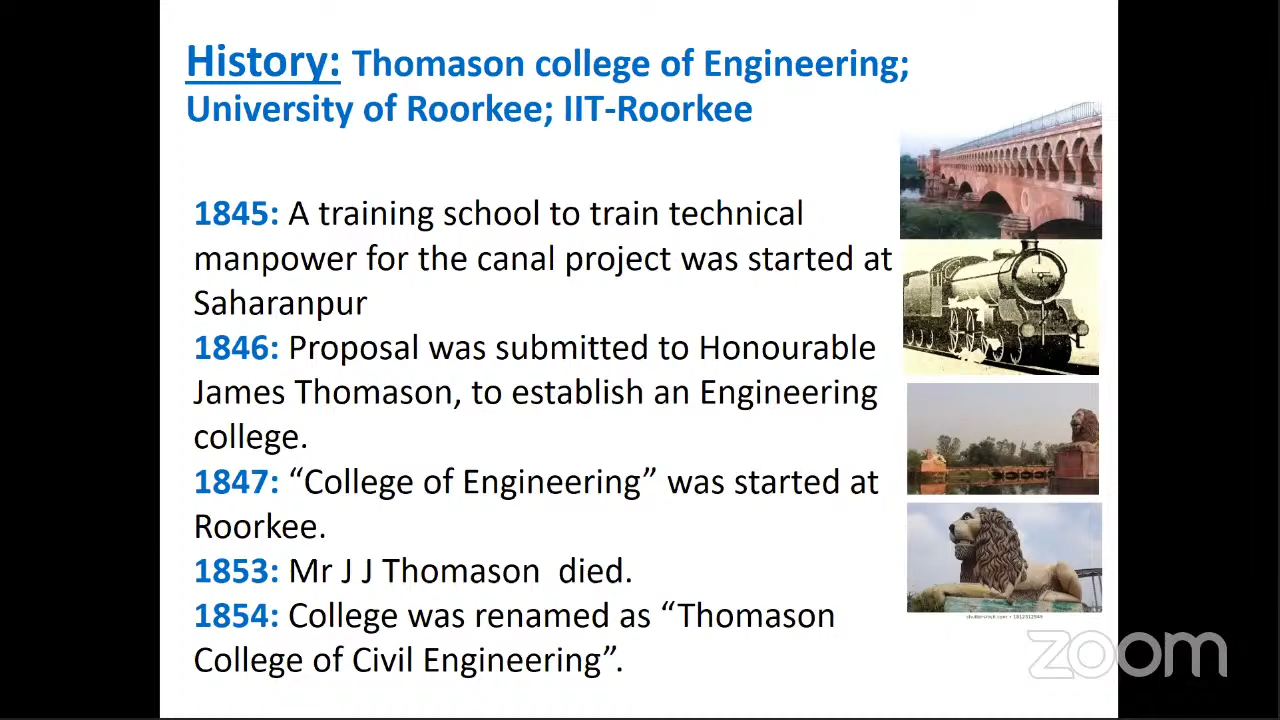 History: Thomason college of Engineering;
University of Roorkee; IIT-Roorkee
1845: A training school to train technical
manpower for the canal project was started at
Saharanpur
1846: Proposal was submitted to Honourable
James Thomason, to establish an Engineering
college.
1847: “College of Engineering” was started at
Roorkee.
1853: Mr J J Thomason  died.
1854: College was renamed as “Thomason
College of Civil Engineering”.
zoom